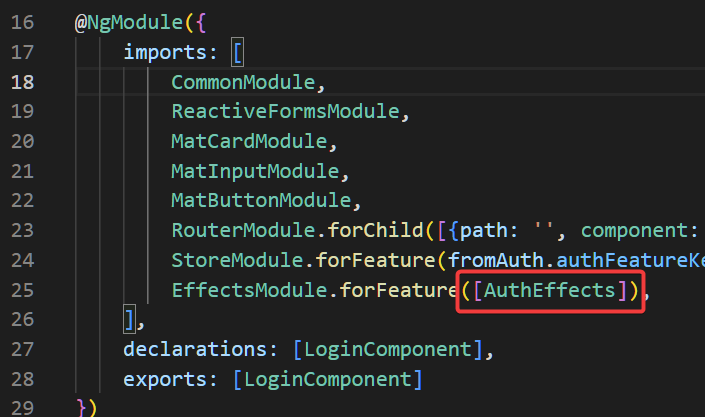 16 @NgModule({
17 imports: [
18 CommonModule,
19 ReactiveFormsModule,
20 MatCardModule,
21 MatInputModule,
22 MatButtonModule,
23 RouterModule.forChild([{path: '', component:
24 StoreModule.forFeature(fromAuth.authFeatureKe
25 EffectsModule.forFeature([AuthEffects]),
26 ],
27 declarations: [LoginComponent],
28 exports: [LoginComponent]
29 })